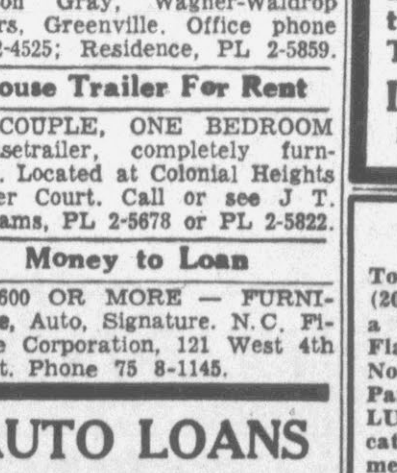 on Gray, Wagner-Waldrop
rs, Greenville. Office phone
2-4525; Residence, PL 2-5859.
ouse Trailer For Rent
COUPLE, ONE BEDROOM
setrailer, completely furn-
. Located at Colonial Heights
er Court. Call or see J T.
ams, PL 2-5678 or PL 2-5822.
Money to Loan
600 OR MORE — FURNI-
e, Auto, Signature. N.C. Fi-
e Corporation, 121 West 4th
t. Phone 75 8-1145.
AUTO LOANS
To
(20
a
Fla
No
Pa
LU
cat
me